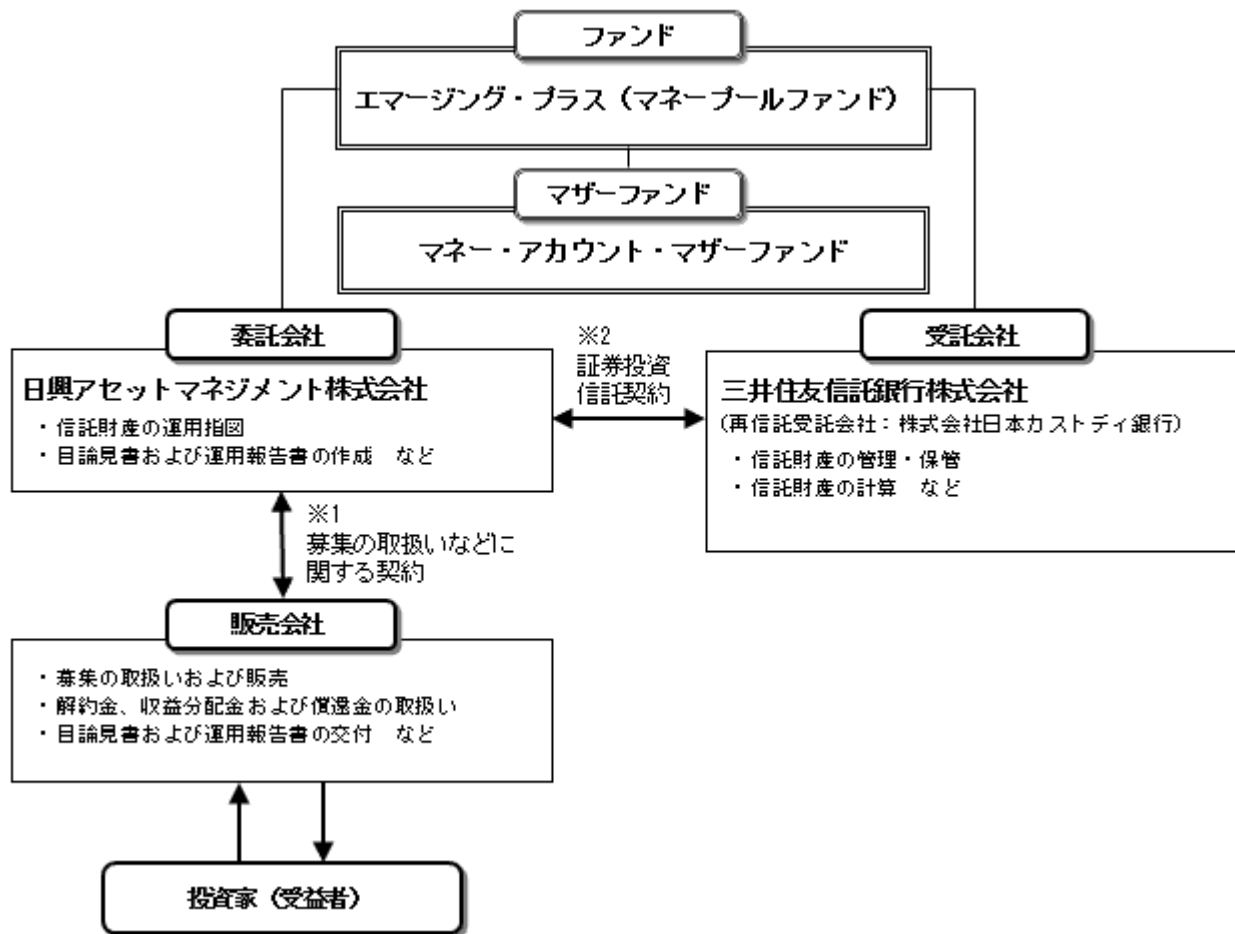 ファンド
エマージング・プラス（マネープールファンド）
マザーファンド
マネー・アカウント・マザーファンド
委託会社
日興アセットマネジメント株式会社
・信託財産の運用指図
・目論見書および運用報告書の作成　など
※2
証券投資
信託契約
受託会社
三井住友信託銀行株式会社
（再信託受託会社：株式会社日本カストディ銀行）
・信託財産の管理・保管
・信託財産の計算　など
※1
募集の取扱いなどに
関する契約
販売会社
・募集の取扱いおよび販売
・解約金、収益分配金および償還金の取扱い
・目論見書および運用報告書の交付　など
投資家（受益者）